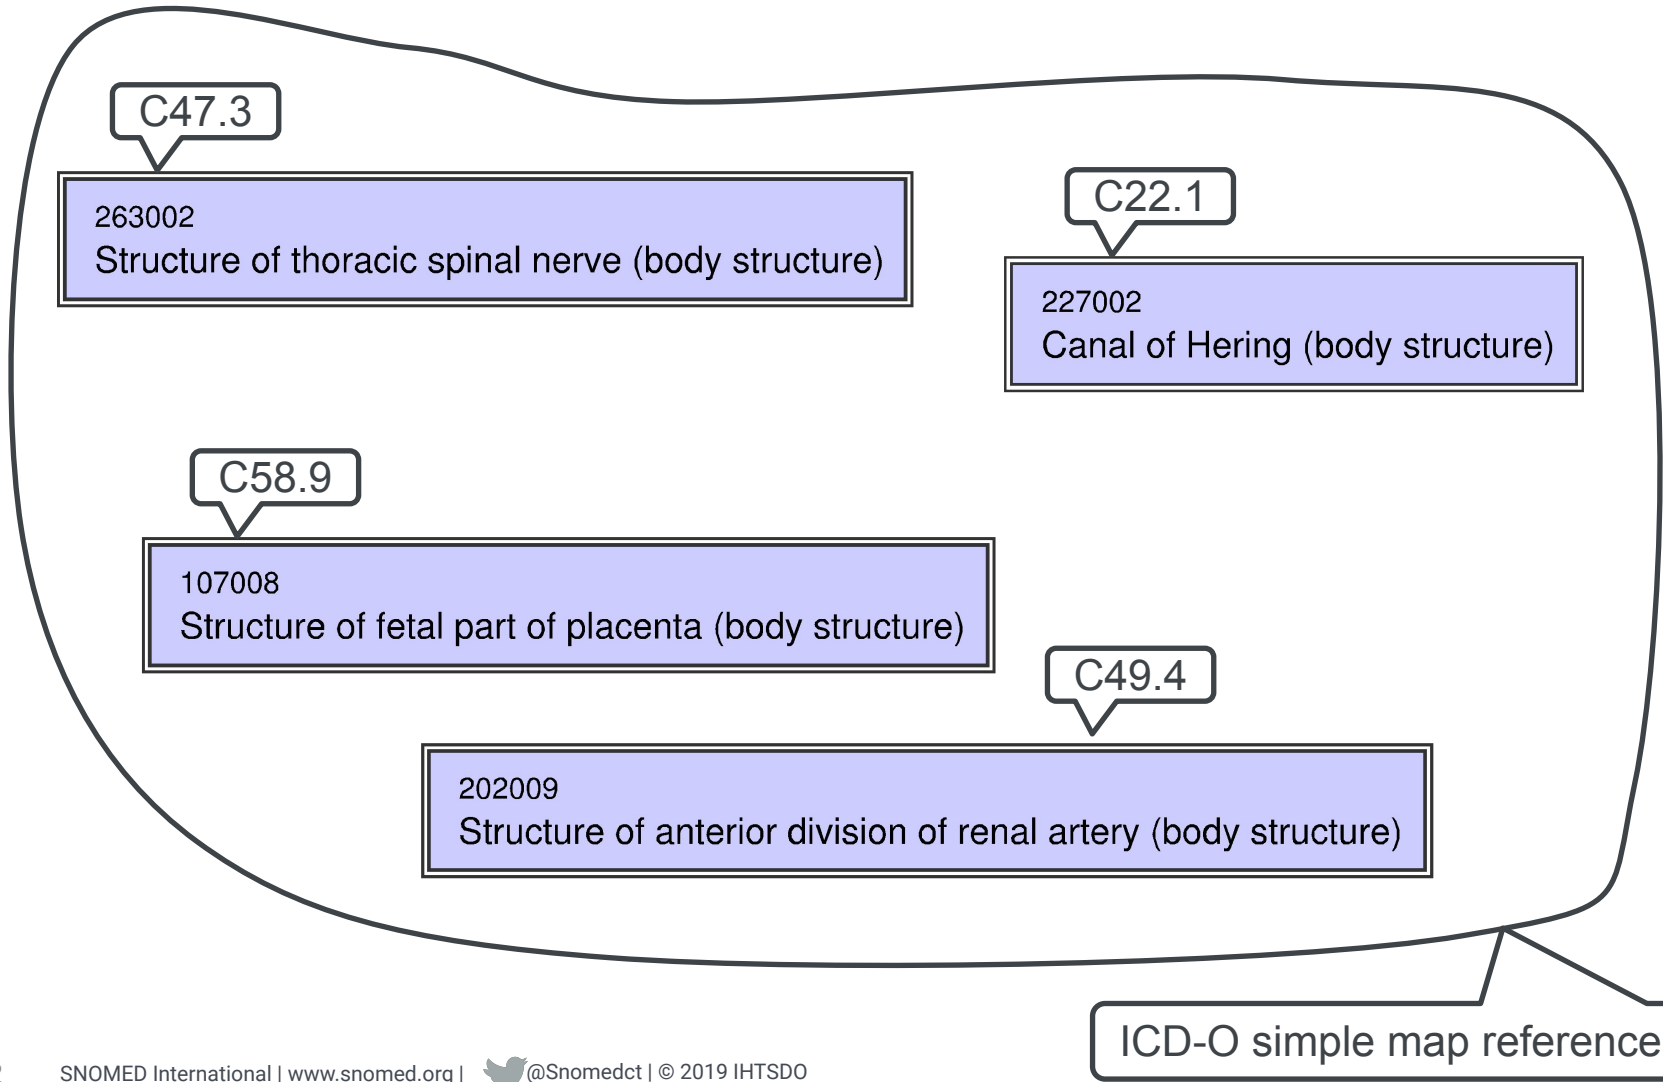 C47.3
263002
Structure of thoracic spinal nerve (body structure)
C22.1
227002
Canal of Hering (body structure)
C58.9
107008
Structure of fetal part of placenta (body structure)
C49.4
202009
Structure of anterior division of renal artery (body structure)
ICD-O simple map reference
SNOMED International | www.snomed.org | @Snomedct | © 2019 IHTSDO